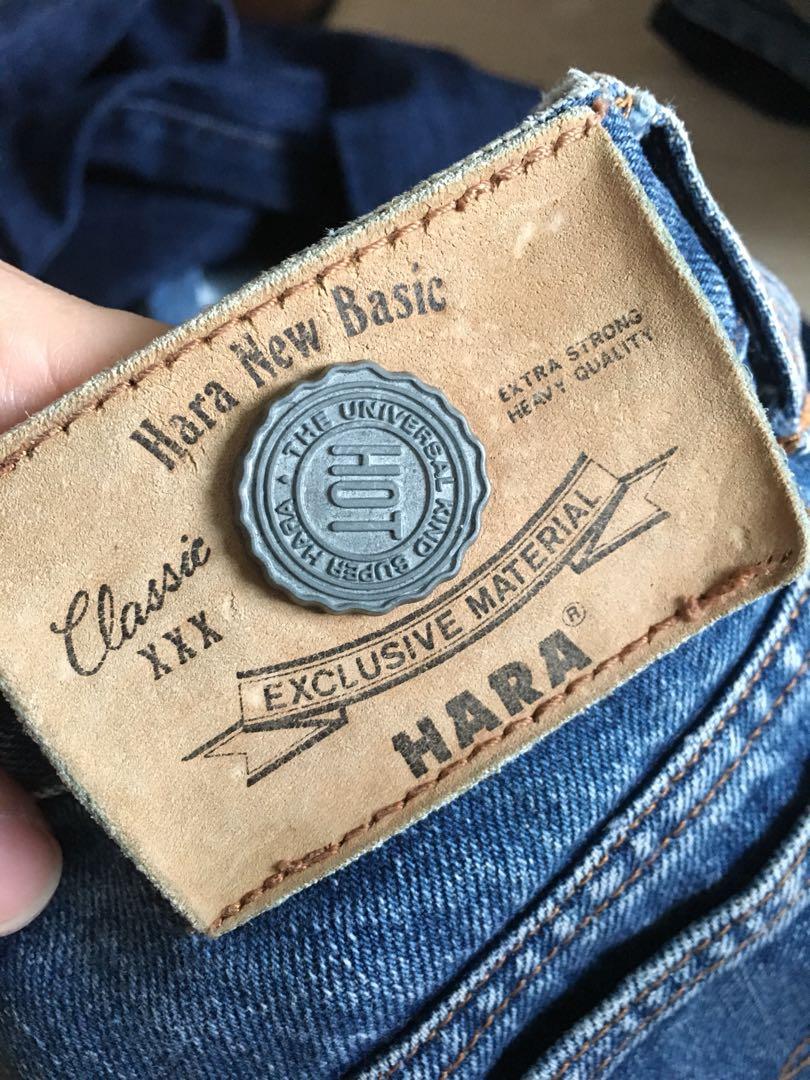 Hara New Basic
EXTRA STRONG
HEAVY QUALITY
THE UNIVERSAL KIND SUPER HARA
HOT
Classic
XXX
EXCLUSIVE MATERIAL
HARA®